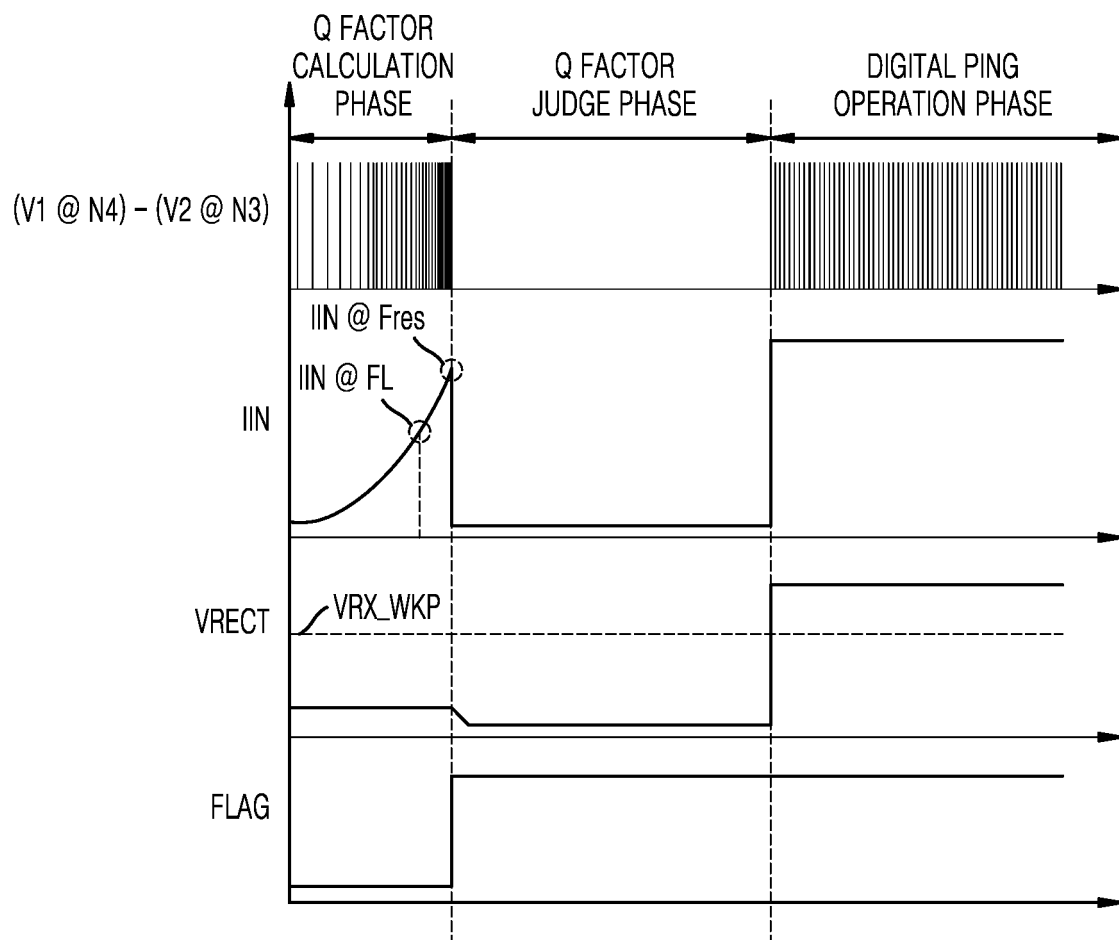 Q FACTOR
CALCULATION
PHASE
Q FACTOR
JUDGE PHASE
DIGITAL PING
OPERATION PHASE
(V1 @ N4) – (V2 @ N3)
IIN @ Fres
IIN @ FL
IIN
VRX_WKP
VRECT
FLAG